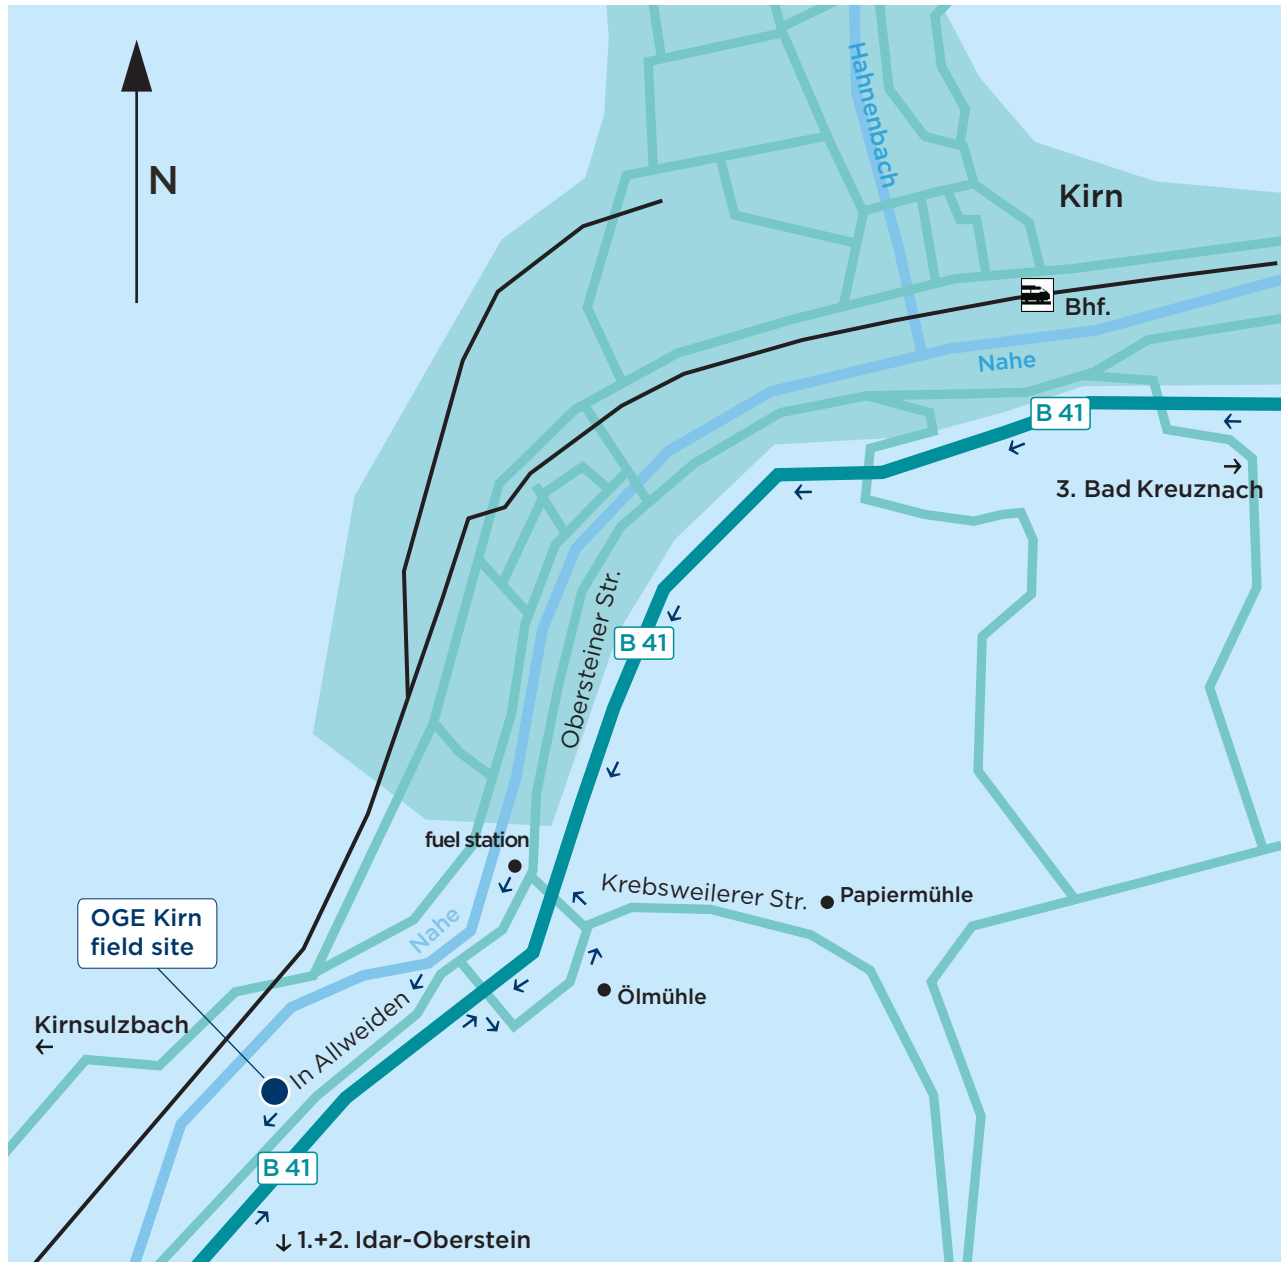 Hahnenbach
N
Kirn
Bhf.
Nahe
B 41
3. Bad Kreuznach
Obersteiner Str.
B 41
fuel station
Krebsweilerer Str.
Papiermühle
OGE Kirn
field site
Nahe
Ölmühle
Kirnsulzbach
In Allweiden
B 41
1.+2. Idar-Oberstein